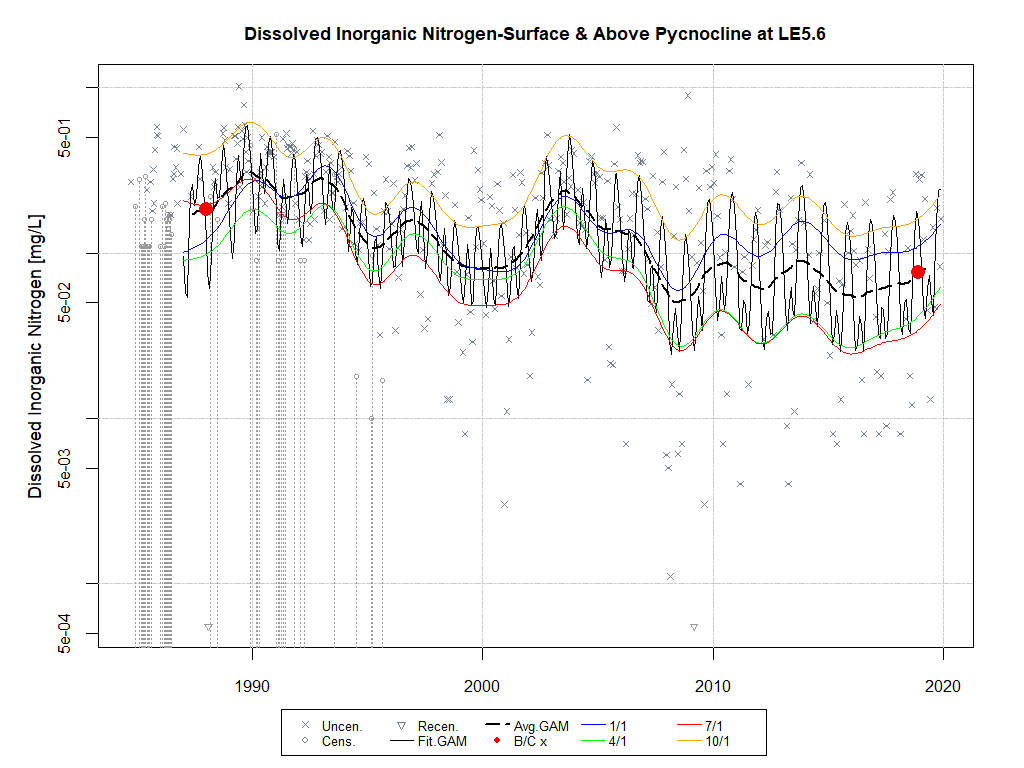 Dissolved Inorganic Nitrogen-Surface & Above Pycnocline at LE5.6
Dissolved Inorganic Nitrogen [mg/L]
5e-01
5e-02
5e-03
5e-04
1990 2000 2010 2020
Uncen. Recen. Avg.GAM 1/1 7/1
Cens. Fit.GAM B/C x 4/1 10/1